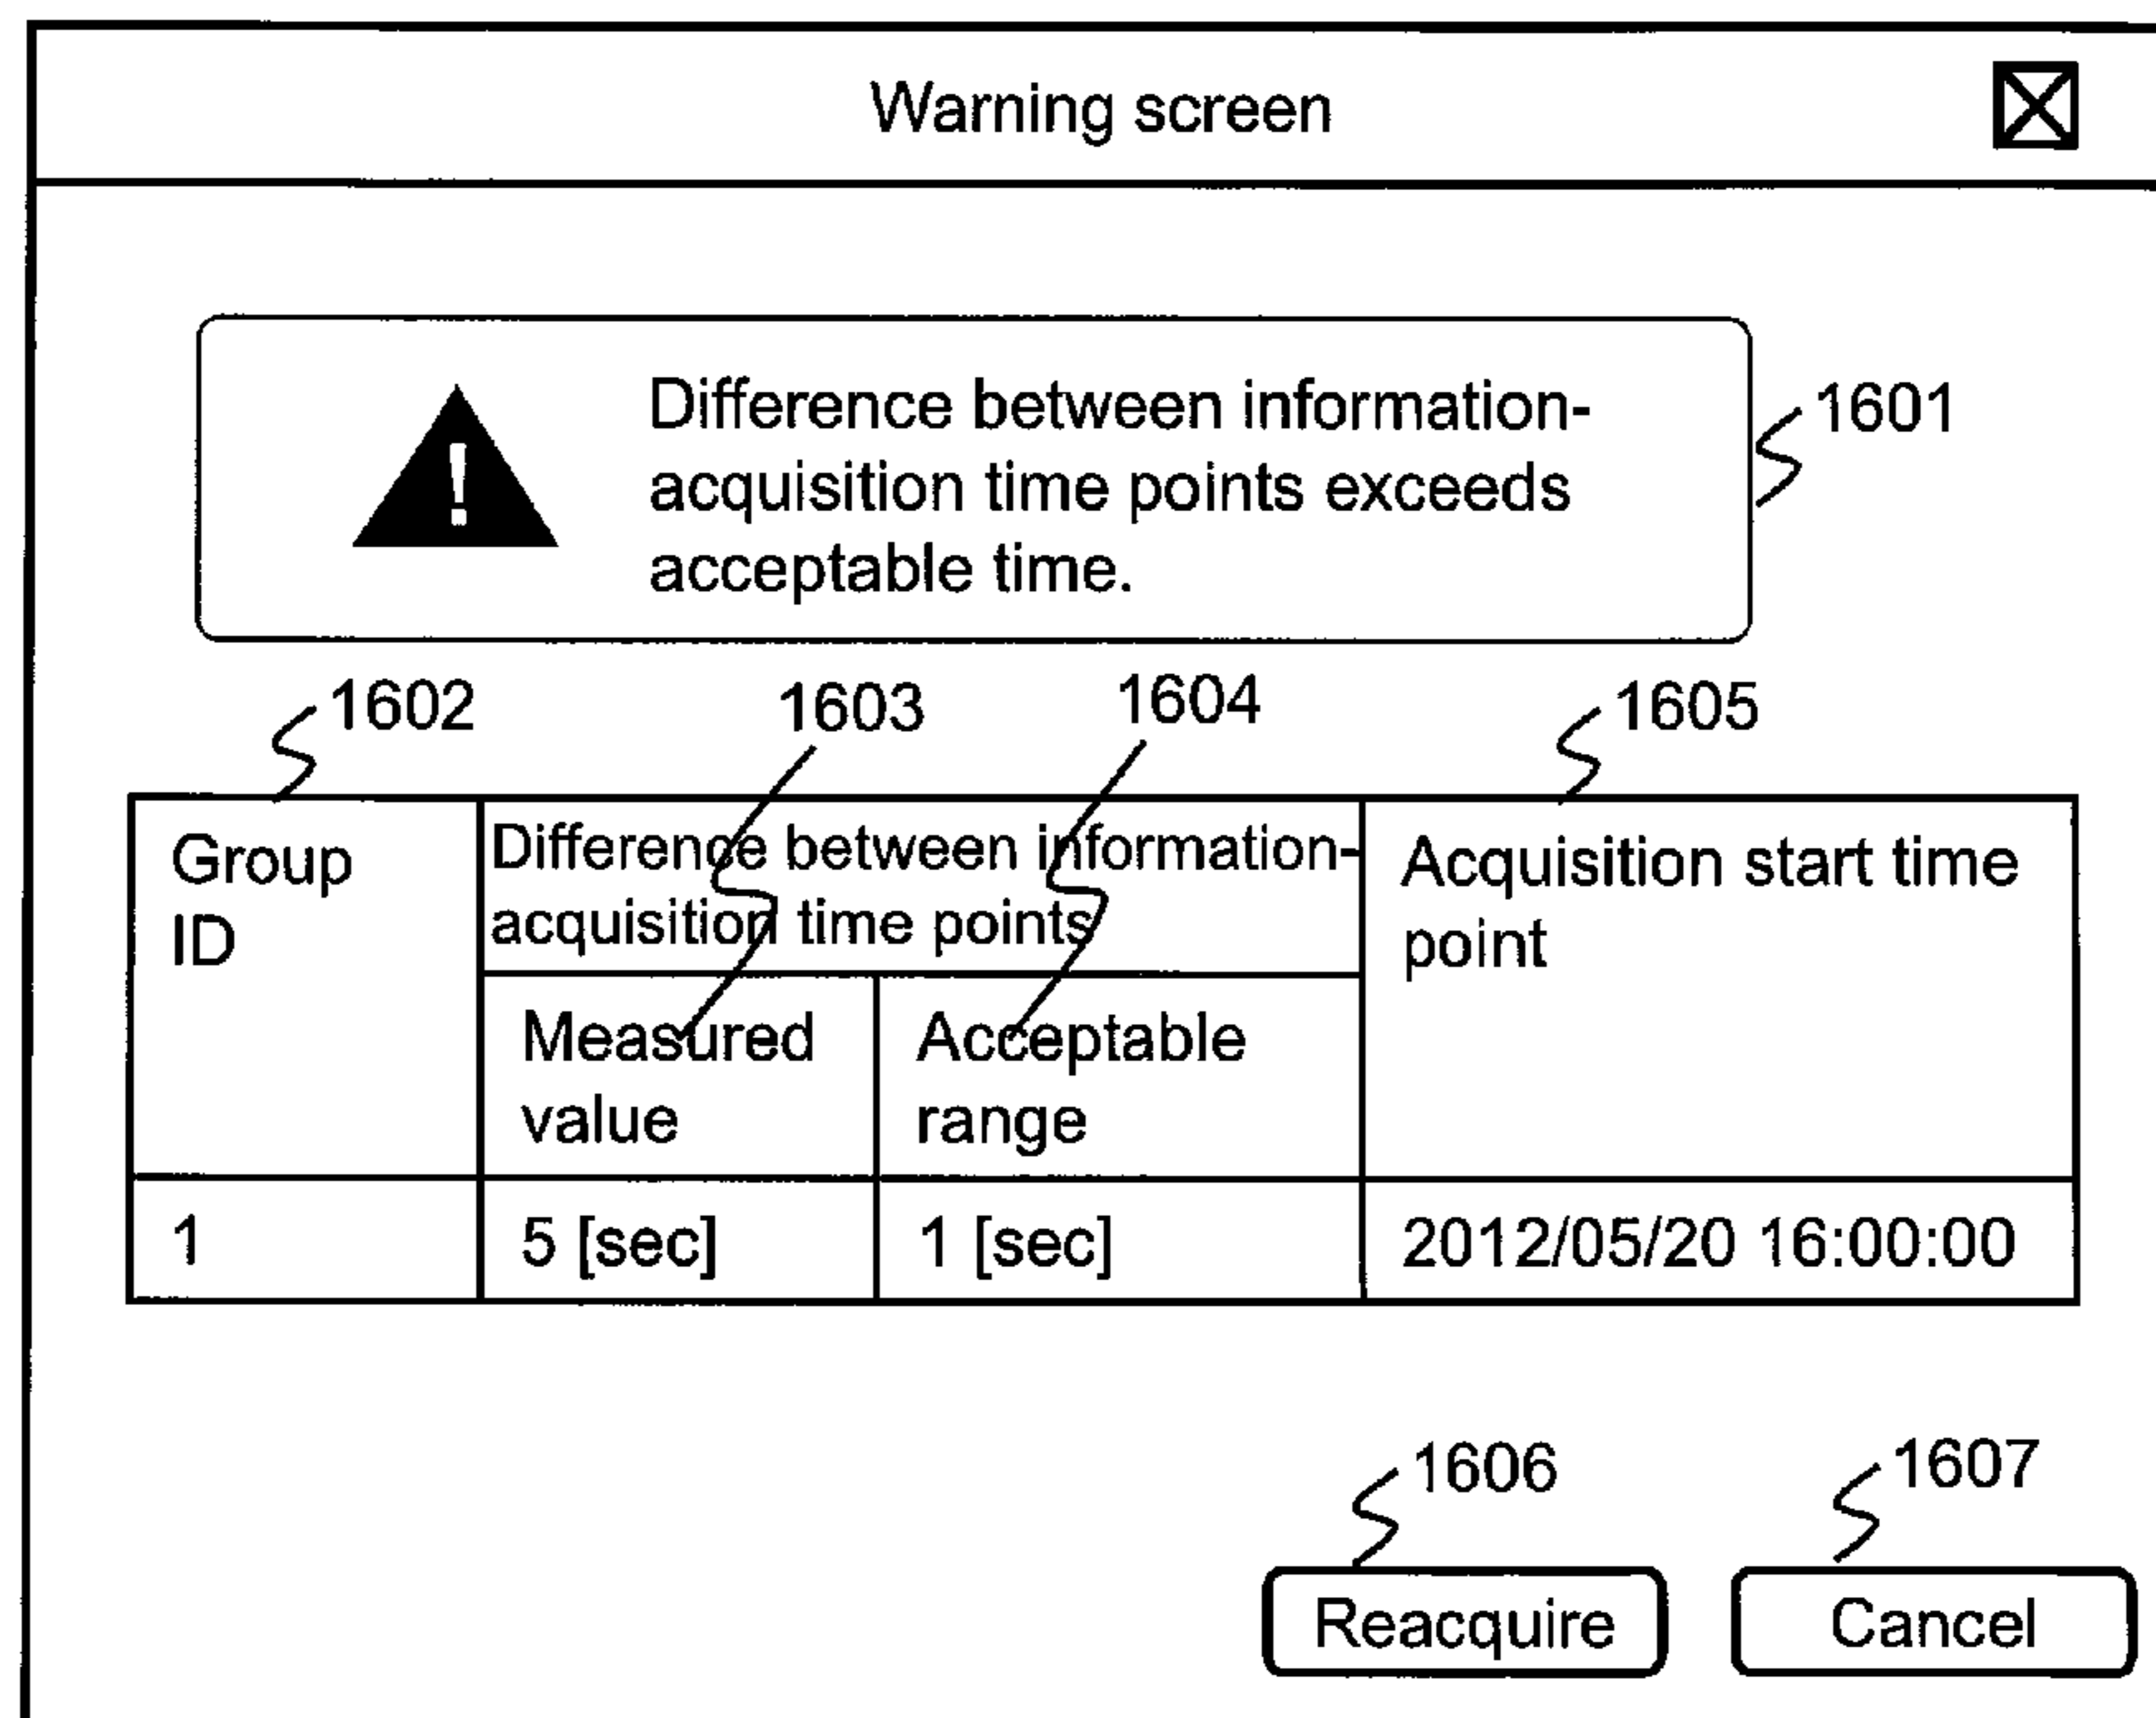 Warning screen
!
Difference between information-
acquisition time points exceeds
acceptable time.
1601
1602
1603
1604
1605
Group
ID
Difference between information-
acquisition time points
Measured
value
Acceptable
range
Acquisition start time
point
1
5 [sec]
1 [sec]
2012/05/20 16:00:00
1606
1607
Reacquire
Cancel